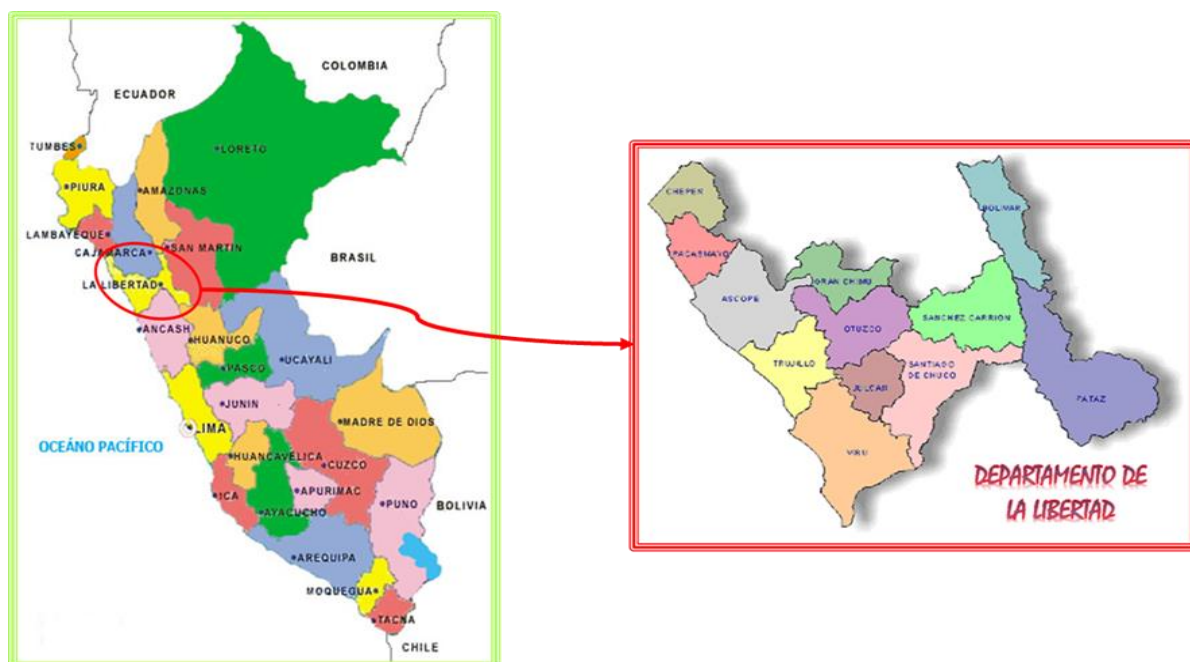 COLOMBIA
ECUADOR
TUMBES
LORETO
PIURA
AMAZONAS
LAMBAYEQUE
SAN MARTIN
CAJAMARCA
BRASIL
LA LIBERTAD
ANCASH
HUANUCO
UCAYALI
PASCO
JUNIN
MADRE DE DIOS
LIMA
OCEÁNO PACÍFICO
HUANCAVELICA
CUZCO
ICA
APURIMAC
PUNO
BOLIVIA
AYACUCHO
AREQUIPA
MOQUEGUA
TACNA
CHILE
CHEPEN
BOLIVAR
PACASMAYO
GRAN CHIMU
ASCOPE
SANCHEZ CARRION
OTUZCO
TRUJILLO
SANTIAGO
DE CHUCO
JULCAN
PATAZ
VIRU
DEPARTAMENTO DE
LA LIBERTAD